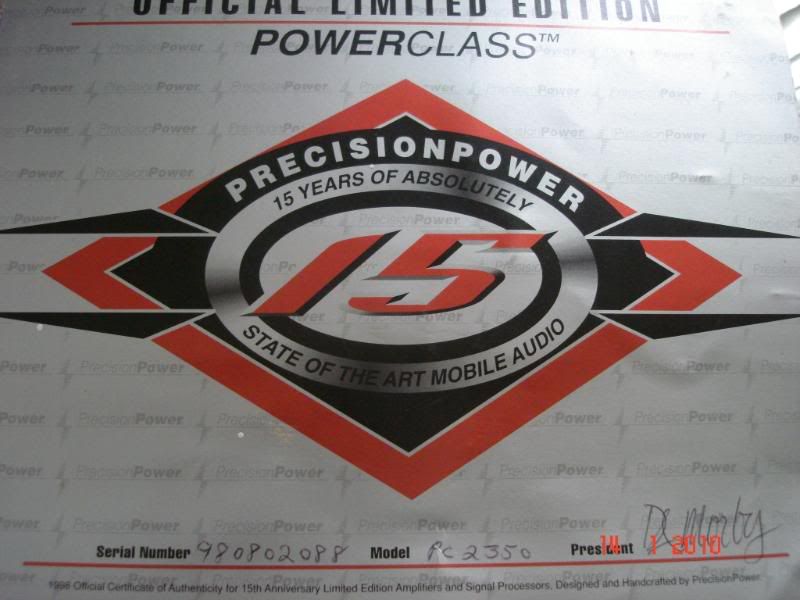 OFFICIAL LIMITED EDITION
POWERCLASS™
PRECISIONPOWER
15 YEARS OF ABSOLUTELY
15
STATE OF THE ART MOBILE AUDIO
Serial Number 980802088 Model PC2350 President
14 1 2010
1998 Official Certificate of Authenticity for 15th Anniversary Limited Edition Amplifiers and Signal Processors, Designed and Handcrafted by PrecisionPower.